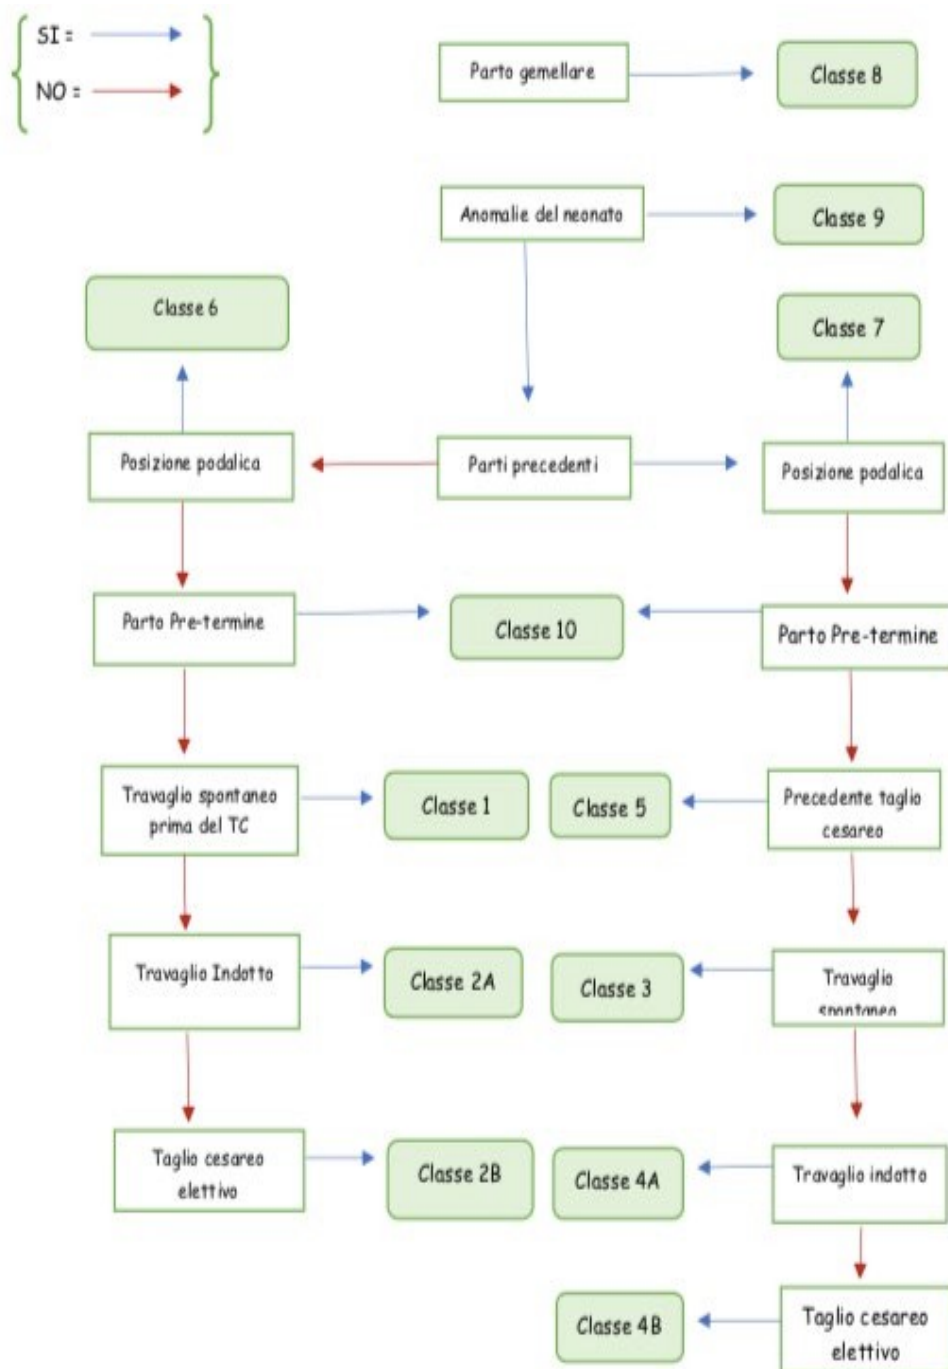 SI =
NO =
Parto gemellare
Classe 8
Anomalie del neonato
Classe 9
Classe 6
Classe 7
Posizione podalica
Parti precedenti
Posizione podalica
Parto Pre-termine
Classe 10
Parto Pre-termine
Travaglio spontaneo
prima del TC
Classe 1
Classe 5
Precedente taglio
cesareo
Travaglio Indotto
Classe 2A
Classe 3
Travaglio
spontaneo
Taglio cesareo
elettivo
Classe 2B
Classe 4A
Travaglio indotto
Classe 4B
Taglio cesareo
elettivo